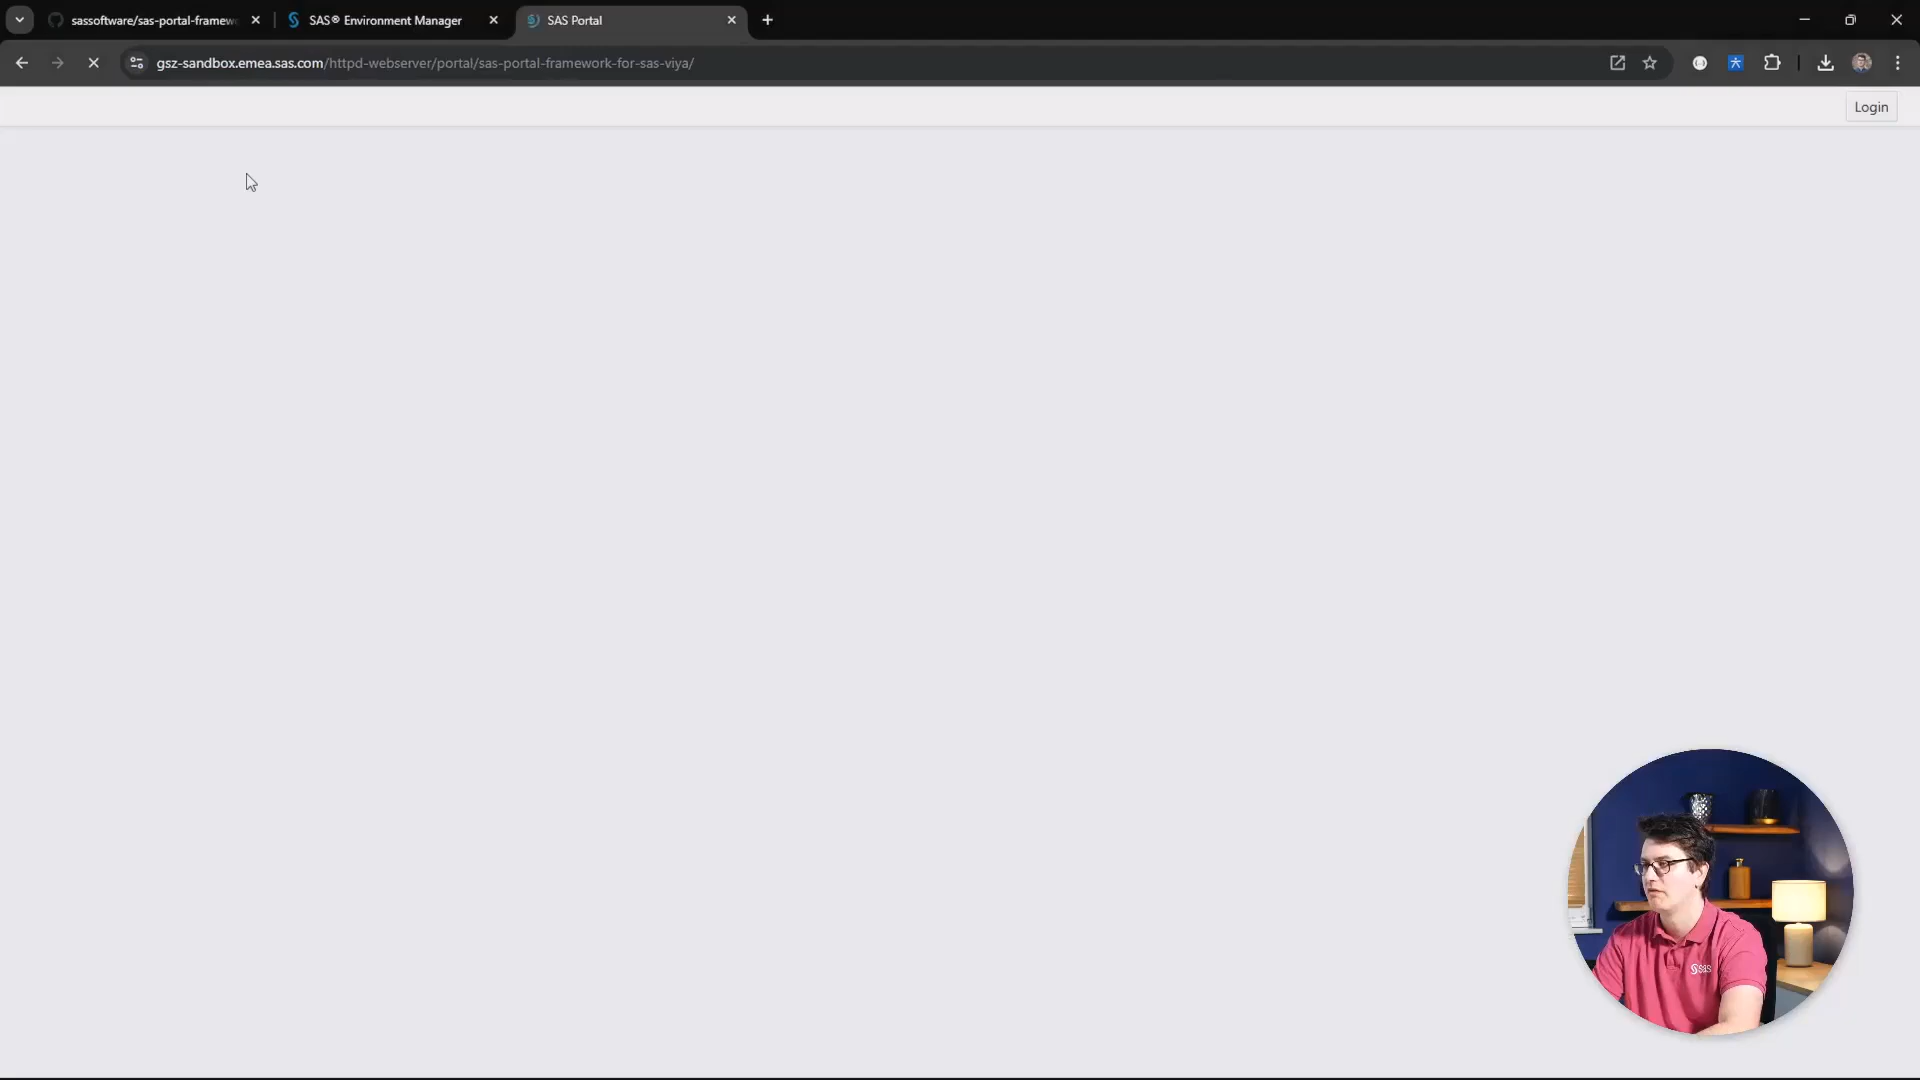 sassoftware/sas-portal-framew
SAS® Environment Manager
SAS Portal
gsz-sandbox.emea.sas.com/httpd-webserver/portal/sas-portal-framework-for-sas-viya/
Login
sas